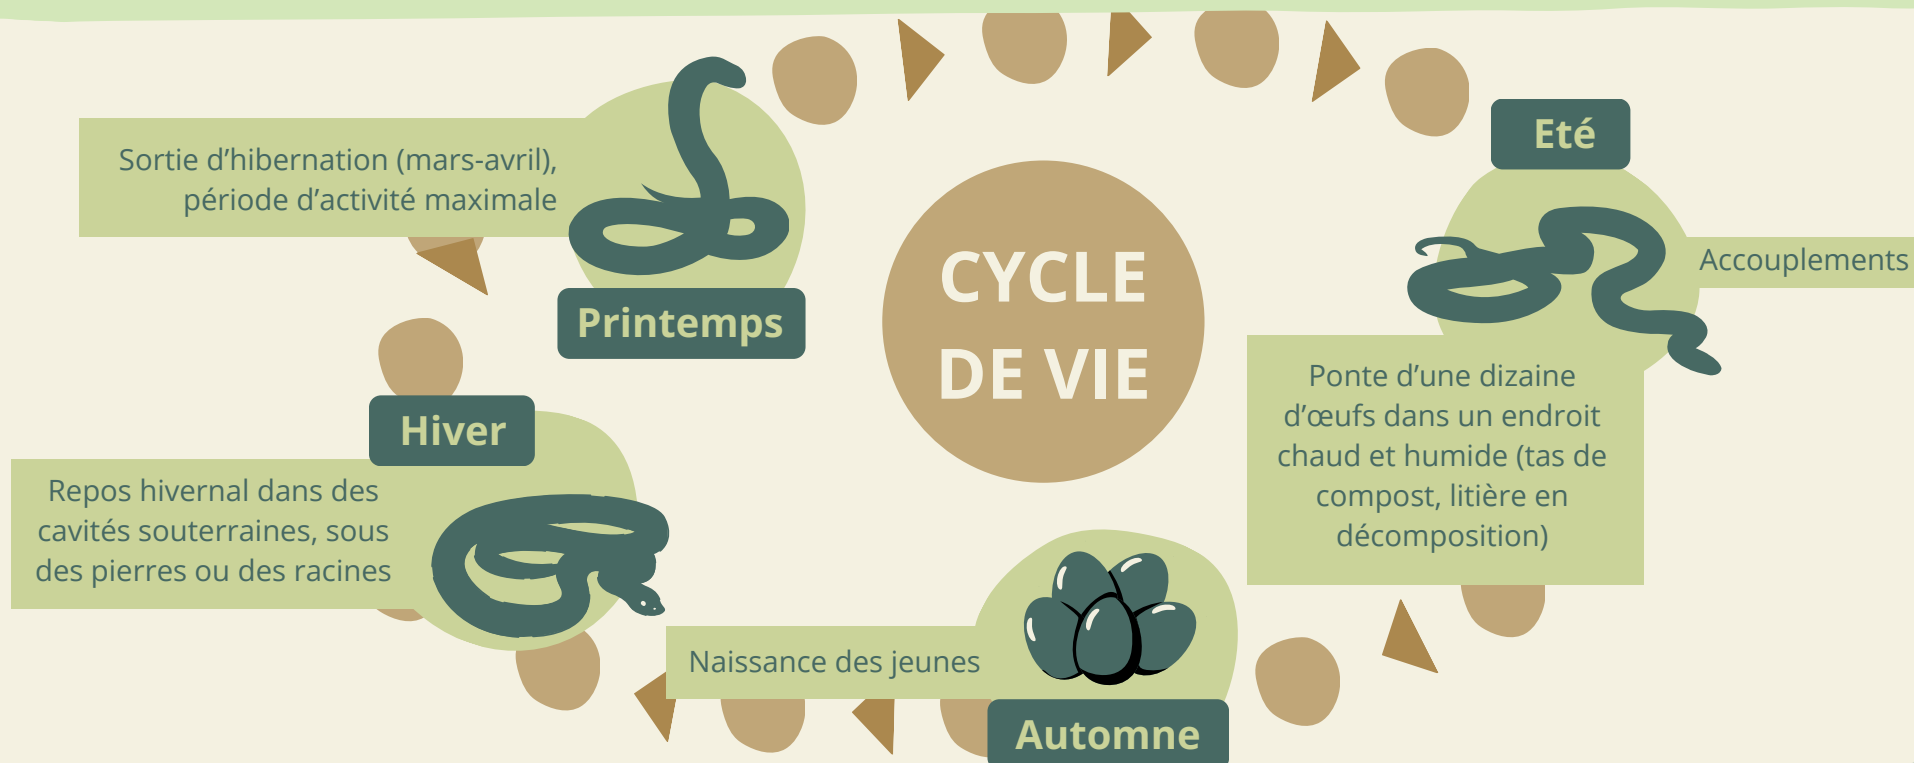 CYCLE
DE VIE
Printemps
Sortie d’hibernation (mars-avril),
période d’activité maximale
Eté
Accouplements
Ponte d’une dizaine
d’œufs dans un endroit
chaud et humide (tas de
compost, litière en
décomposition)
Automne
Naissance des jeunes
Hiver
Repos hivernal dans des
cavités souterraines, sous
des pierres ou des racines